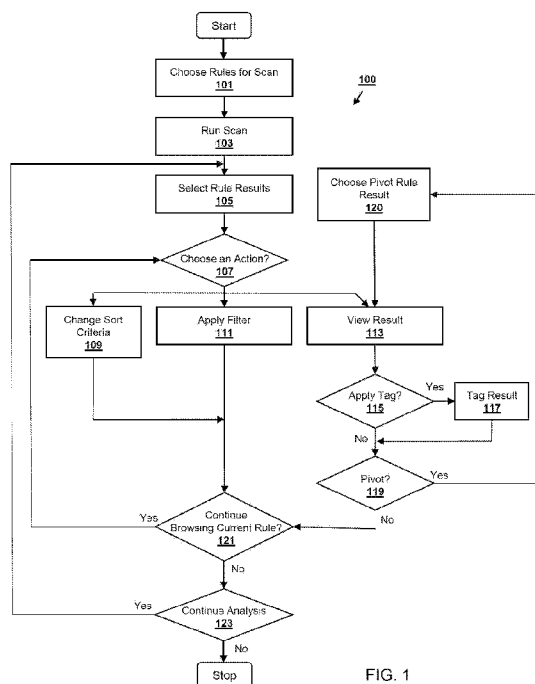 Start
Choose Rules for Scan
101
100
Run Scan
103
Select Rule Results
105
Choose Pivot Rule
Result
120
Choose an Action?
107
Change Sort
Criteria
109
Apply Filter
111
View Result
113
Apply Tag?
115
Yes
Tag Result
117
No
Pivot?
119
Yes
No
Continue
Browsing Current Rule?
121
Yes
No
Continue Analysis
123
Yes
No
Stop
FIG. 1